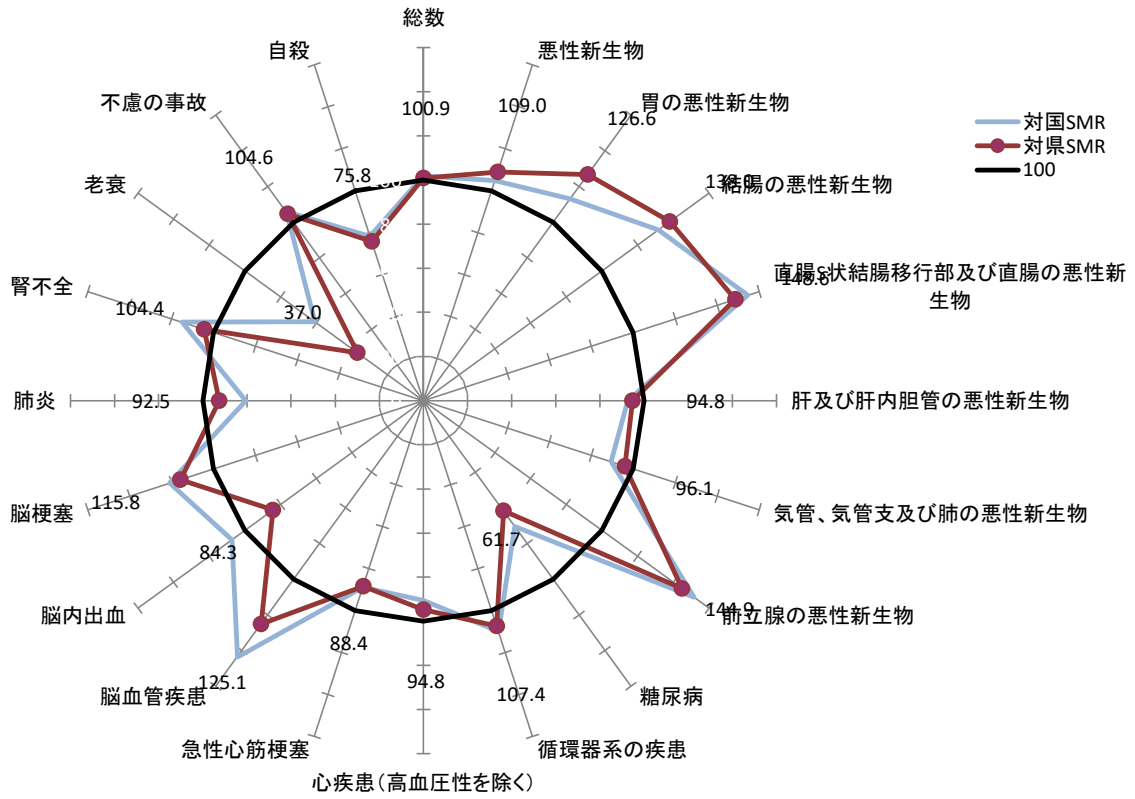 総数
自殺
悪性新生物
不慮の事故
胃の悪性新生物
対国SMR
対県SMR
100
100.9
109.0
126.6
104.6
75.8
老衰
結腸の悪性新生物
直腸S状結腸移行部及び直腸の悪性新
生物
148.6
腎不全
104.4
37.0
肺炎
92.5
94.8
肝及び肝内胆管の悪性新生物
脳梗塞
115.8
96.1
気管、気管支及び肺の悪性新生物
84.3
61.7
脳内出血
144.9
前立腺の悪性新生物
脳血管疾患
125.1
88.4
94.8
107.4
糖尿病
急性心筋梗塞
循環器系の疾患
心疾患(高血圧性を除く)